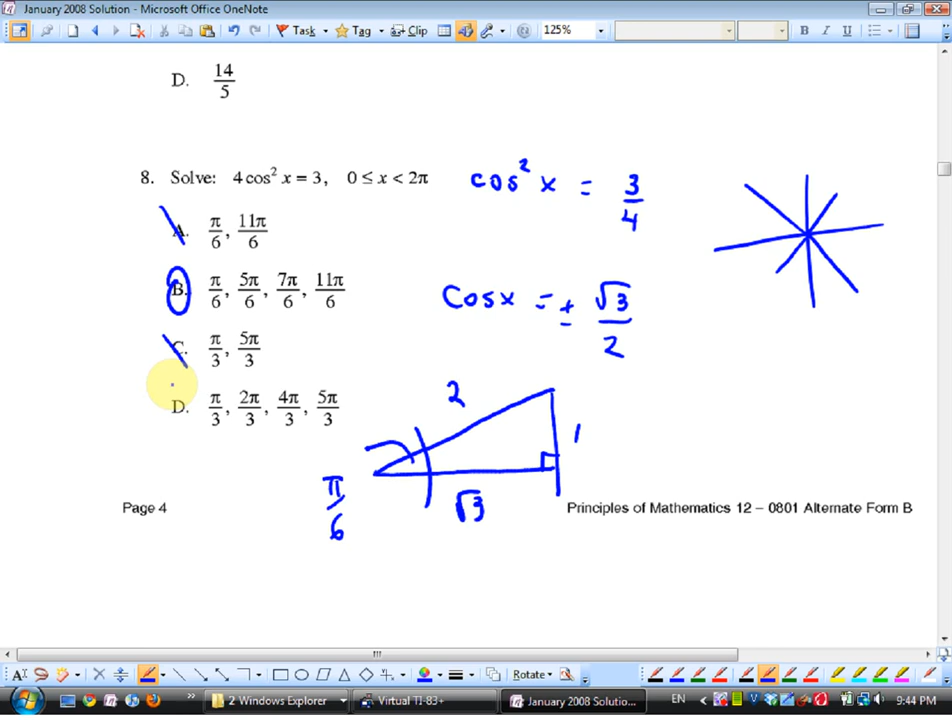 January 2008 Solution - Microsoft Office OneNote
Task Tag Clip 125% B I U
D. 14/5
8. Solve: 4 cos² x = 3, 0 ≤ x < 2π
cos² x = 3/4
A. π/6, 11π/6
B. π/6, 5π/6, 7π/6, 11π/6
cos x = ± √3/2
C. π/3, 5π/3
D. π/3, 2π/3, 4π/3, 5π/3
2
1
π/6
√3
Page 4
Principles of Mathematics 12 – 0801 Alternate Form B
Rotate
2 Windows Explorer
Virtual TI-83+
January 2008 Solutio...
EN
9:44 PM